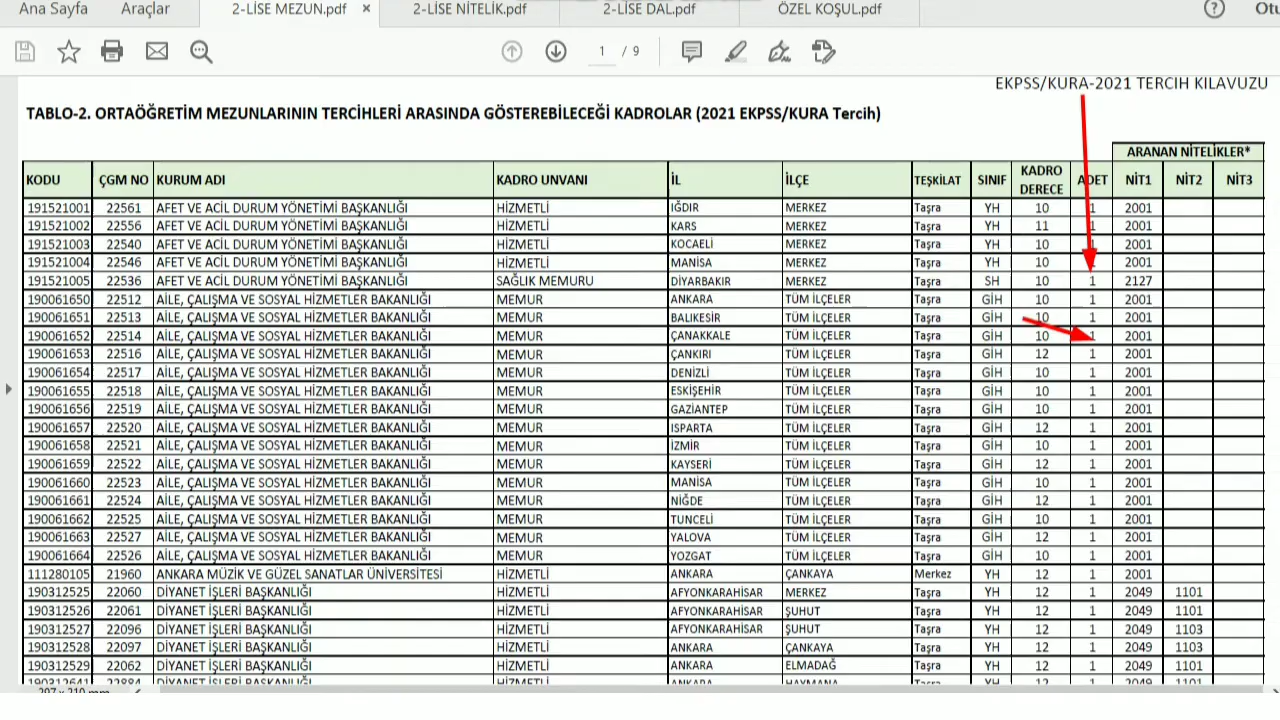 Ana Sayfa Araçlar 2-LİSE MEZUN.pdf × 2-LİSE NİTELİK.pdf 2-LİSE DAL.pdf ÖZEL KOŞUL.pdf ? Otu
1 / 9
EKPSS/KURA-2021 TERCIH KILAVUZU
TABLO-2. ORTAÖĞRETİM MEZUNLARININ TERCİHLERİ ARASINDA GÖSTEREBİLECEĞİ KADROLAR (2021 EKPSS/KURA Tercih)
ARANAN NİTELİKLER*
KODU ÇGM NO KURUM ADI KADRO UNVANI İL İLÇE TEŞKİLAT SINIF KADRO DERECE ADET NİT1 NİT2 NİT3
191521001 22561 AFET VE ACİL DURUM YÖNETİMİ BAŞKANLIĞI HİZMETLİ IĞDIR MERKEZ Taşra YH 10 1 2001
191521002 22556 AFET VE ACİL DURUM YÖNETİMİ BAŞKANLIĞI HİZMETLİ KARS MERKEZ Taşra YH 11 1 2001
191521003 22540 AFET VE ACİL DURUM YÖNETİMİ BAŞKANLIĞI HİZMETLİ KOCAELİ MERKEZ Taşra YH 10 1 2001
191521004 22546 AFET VE ACİL DURUM YÖNETİMİ BAŞKANLIĞI HİZMETLİ MANİSA MERKEZ Taşra YH 10 1 2001
191521005 22536 AFET VE ACİL DURUM YÖNETİMİ BAŞKANLIĞI SAĞLIK MEMURU DİYARBAKIR MERKEZ Taşra SH 10 1 2127
190061650 22512 AİLE, ÇALIŞMA VE SOSYAL HİZMETLER BAKANLIĞI MEMUR ANKARA TÜM İLÇELER Taşra GİH 10 1 2001
190061651 22513 AİLE, ÇALIŞMA VE SOSYAL HİZMETLER BAKANLIĞI MEMUR BALIKESİR TÜM İLÇELER Taşra GİH 10 1 2001
190061652 22514 AİLE, ÇALIŞMA VE SOSYAL HİZMETLER BAKANLIĞI MEMUR ÇANAKKALE TÜM İLÇELER Taşra GİH 10 1 2001
190061653 22516 AİLE, ÇALIŞMA VE SOSYAL HİZMETLER BAKANLIĞI MEMUR ÇANKIRI TÜM İLÇELER Taşra GİH 12 1 2001
190061654 22517 AİLE, ÇALIŞMA VE SOSYAL HİZMETLER BAKANLIĞI MEMUR DENİZLİ TÜM İLÇELER Taşra GİH 10 1 2001
190061655 22518 AİLE, ÇALIŞMA VE SOSYAL HİZMETLER BAKANLIĞI MEMUR ESKİŞEHİR TÜM İLÇELER Taşra GİH 10 1 2001
190061656 22519 AİLE, ÇALIŞMA VE SOSYAL HİZMETLER BAKANLIĞI MEMUR GAZİANTEP TÜM İLÇELER Taşra GİH 10 1 2001
190061657 22520 AİLE, ÇALIŞMA VE SOSYAL HİZMETLER BAKANLIĞI MEMUR ISPARTA TÜM İLÇELER Taşra GİH 12 1 2001
190061658 22521 AİLE, ÇALIŞMA VE SOSYAL HİZMETLER BAKANLIĞI MEMUR İZMİR TÜM İLÇELER Taşra GİH 10 1 2001
190061659 22522 AİLE, ÇALIŞMA VE SOSYAL HİZMETLER BAKANLIĞI MEMUR KAYSERİ TÜM İLÇELER Taşra GİH 12 1 2001
190061660 22523 AİLE, ÇALIŞMA VE SOSYAL HİZMETLER BAKANLIĞI MEMUR MANİSA TÜM İLÇELER Taşra GİH 10 1 2001
190061661 22524 AİLE, ÇALIŞMA VE SOSYAL HİZMETLER BAKANLIĞI MEMUR NİĞDE TÜM İLÇELER Taşra GİH 12 1 2001
190061662 22525 AİLE, ÇALIŞMA VE SOSYAL HİZMETLER BAKANLIĞI MEMUR TUNCELİ TÜM İLÇELER Taşra GİH 10 1 2001
190061663 22527 AİLE, ÇALIŞMA VE SOSYAL HİZMETLER BAKANLIĞI MEMUR YALOVA TÜM İLÇELER Taşra GİH 12 1 2001
190061664 22526 AİLE, ÇALIŞMA VE SOSYAL HİZMETLER BAKANLIĞI MEMUR YOZGAT TÜM İLÇELER Taşra GİH 10 1 2001
111280105 21960 ANKARA MÜZİK VE GÜZEL SANATLAR ÜNİVERSİTESİ HİZMETLİ ANKARA ÇANKAYA Merkez YH 12 1 2001
190312525 22060 DİYANET İŞLERİ BAŞKANLIĞI HİZMETLİ AFYONKARAHİSAR MERKEZ Taşra YH 12 1 2049 1101
190312526 22061 DİYANET İŞLERİ BAŞKANLIĞI HİZMETLİ AFYONKARAHİSAR ŞUHUT Taşra YH 12 1 2049 1101
190312527 22096 DİYANET İŞLERİ BAŞKANLIĞI HİZMETLİ AFYONKARAHİSAR ŞUHUT Taşra YH 12 1 2049 1103
190312528 22097 DİYANET İŞLERİ BAŞKANLIĞI HİZMETLİ ANKARA ÇANKAYA Taşra YH 12 1 2049 1103
190312529 22062 DİYANET İŞLERİ BAŞKANLIĞI HİZMETLİ ANKARA ELMADAĞ Taşra YH 12 1 2049 1101
190312641 22884 DİYANET İŞLERİ BAŞKANLIĞI HİZMETLİ ANKARA HAYMANA Taşra YH 12 1 2049 1101
297 x 210 mm